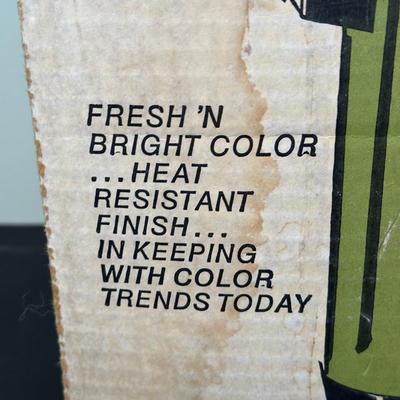 FRESH 'N
BRIGHT COLOR
...HEAT
RESISTANT
FINISH...
IN KEEPING
WITH COLOR
TRENDS TODAY